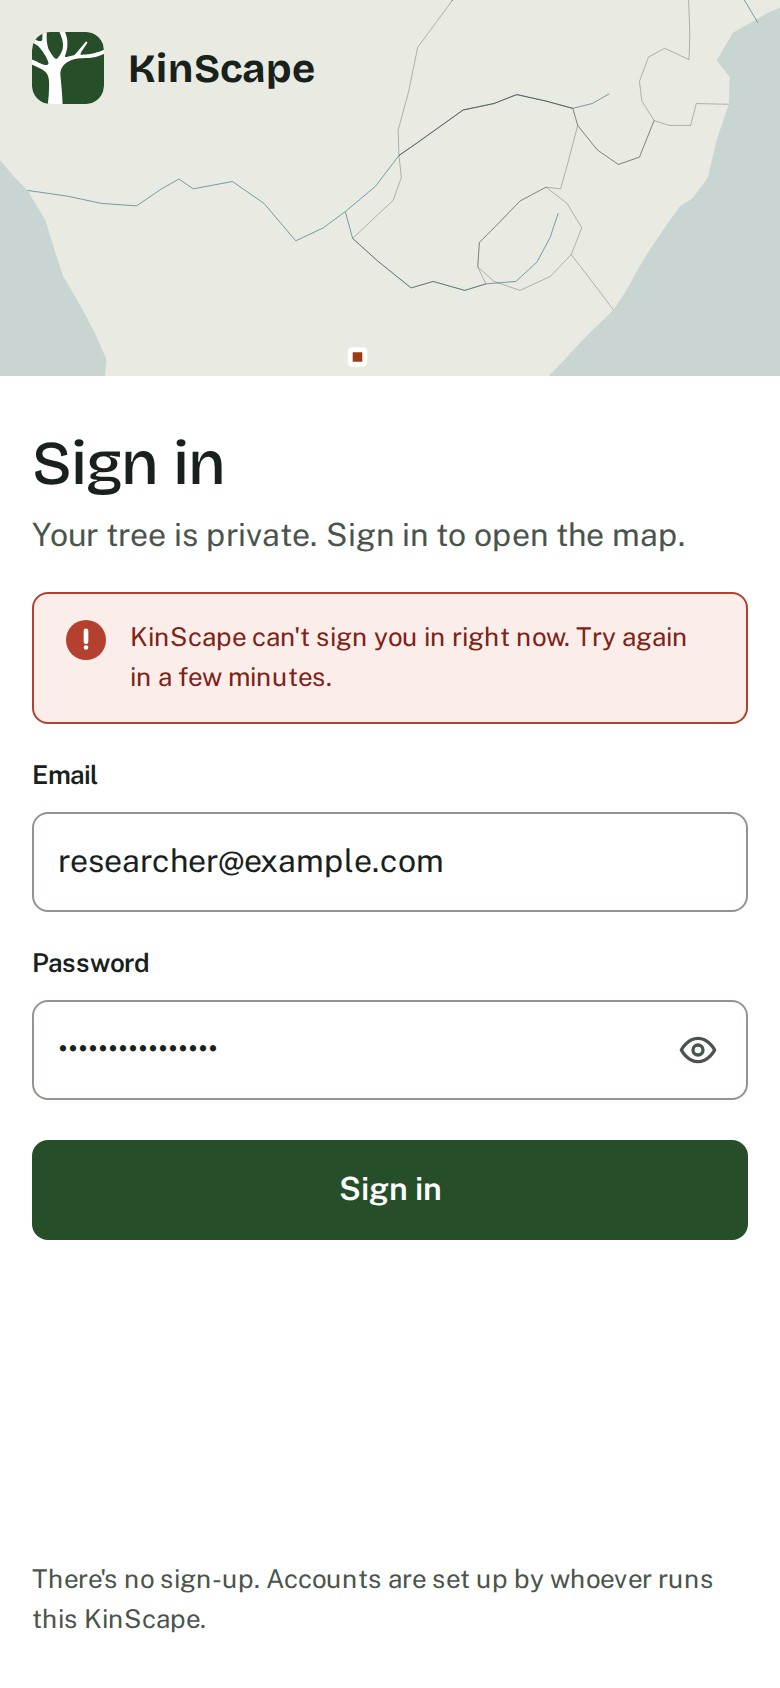 KinScape
Sign in
Your tree is private. Sign in to open the map.
KinScape can't sign you in right now. Try again
in a few minutes.
Email
researcher@example.com
Password
••••••••••••••••
Sign in
There's no sign-up. Accounts are set up by whoever runs
this KinScape.